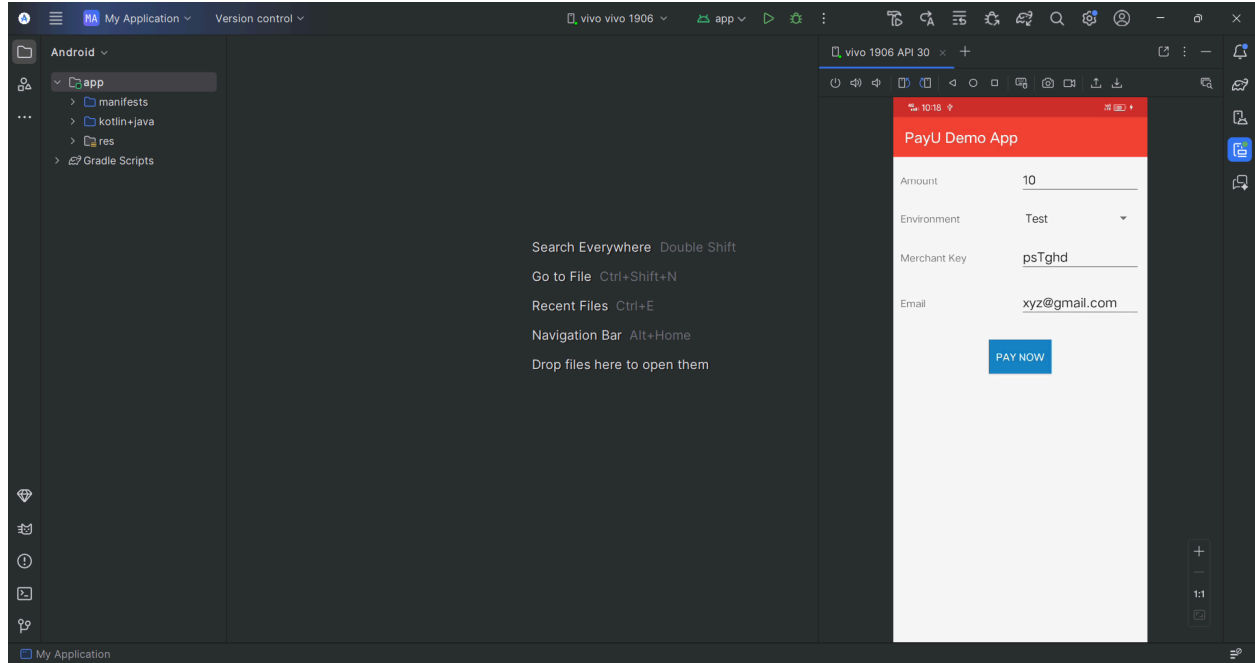 MA My Application Version control vivo vivo 1906 app
Android
app
manifests
kotlin+java
res
Gradle Scripts
Search Everywhere Double Shift
Go to File Ctrl+Shift+N
Recent Files Ctrl+E
Navigation Bar Alt+Home
Drop files here to open them
vivo 1906 API 30
10:18
PayU Demo App
Amount 10
Environment Test
Merchant Key psTghd
Email xyz@gmail.com
PAY NOW
1:1
My Application